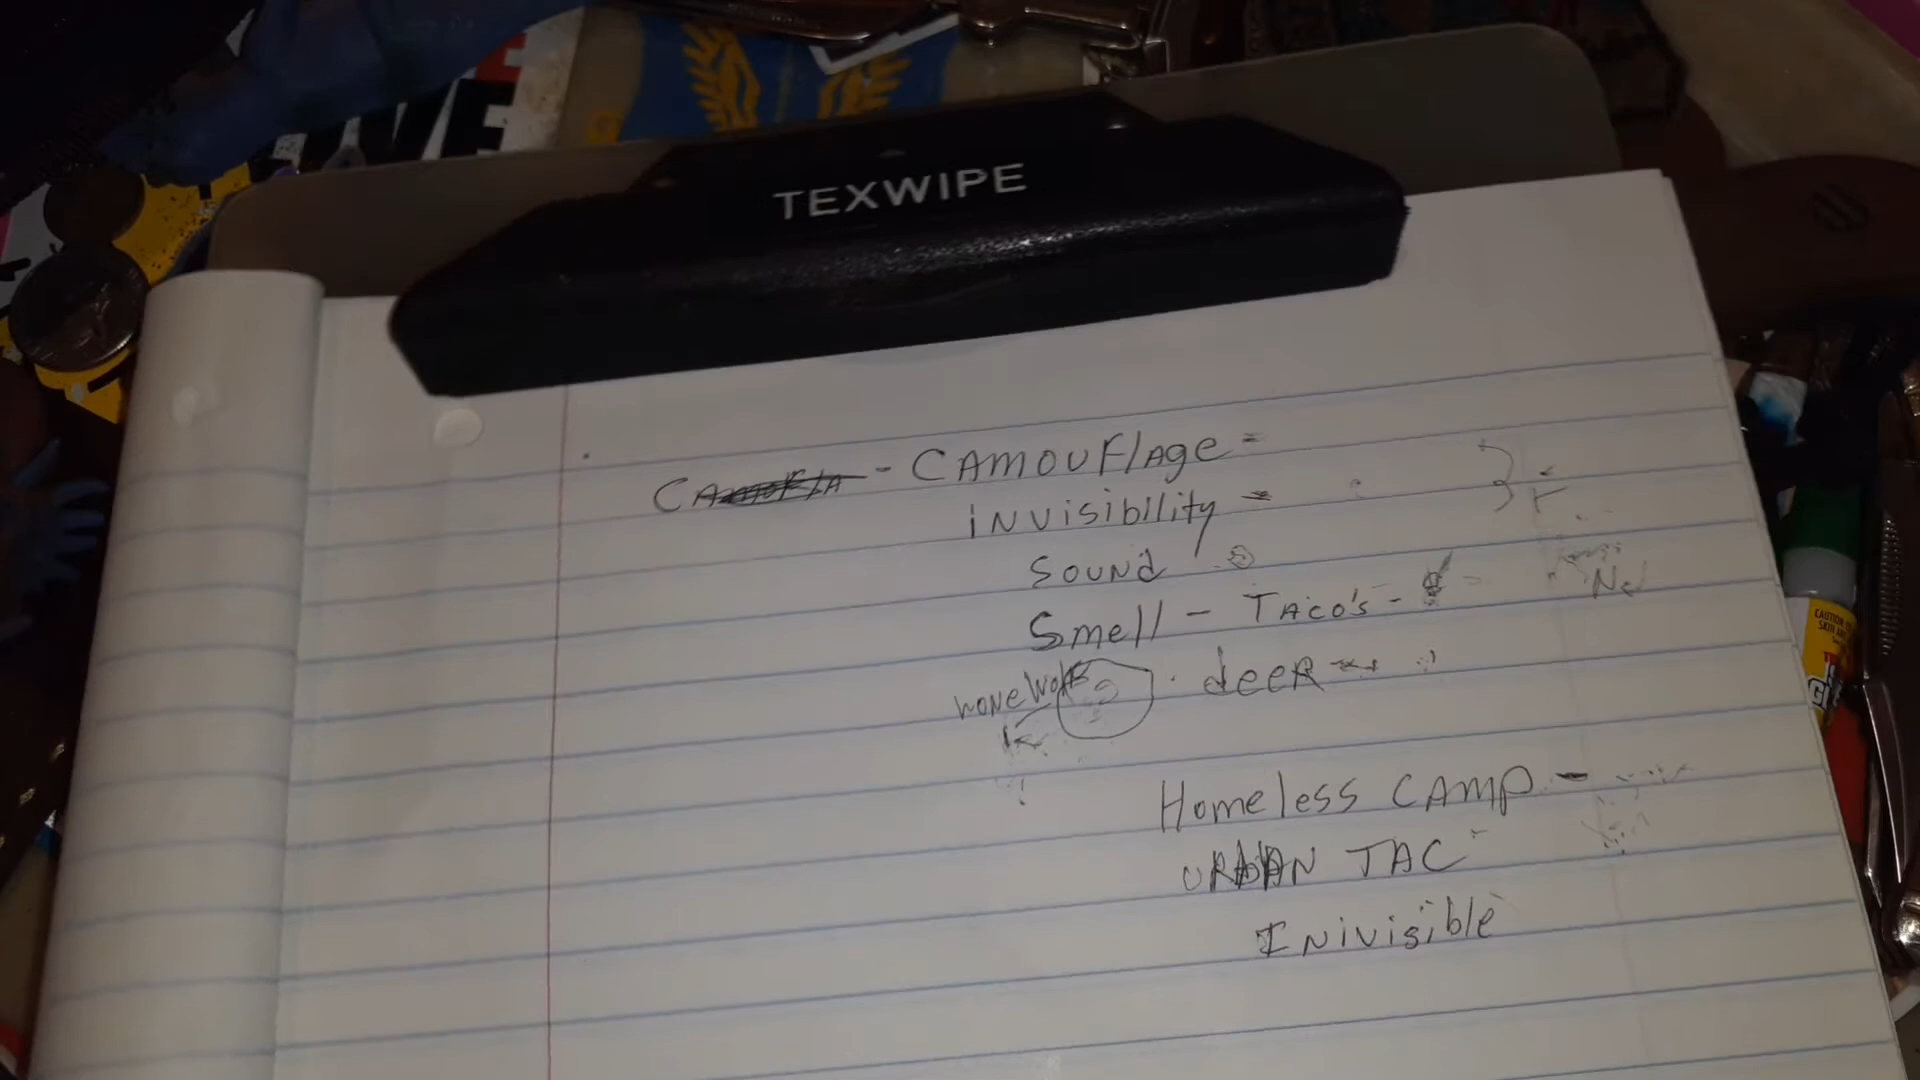 TEXWIPE
CAMOUFlAge =
iNVisibility -
SOUNd
Smell - TACO'S -
deeR
Homeless CAMP -
URBAN TAC
INiVisible